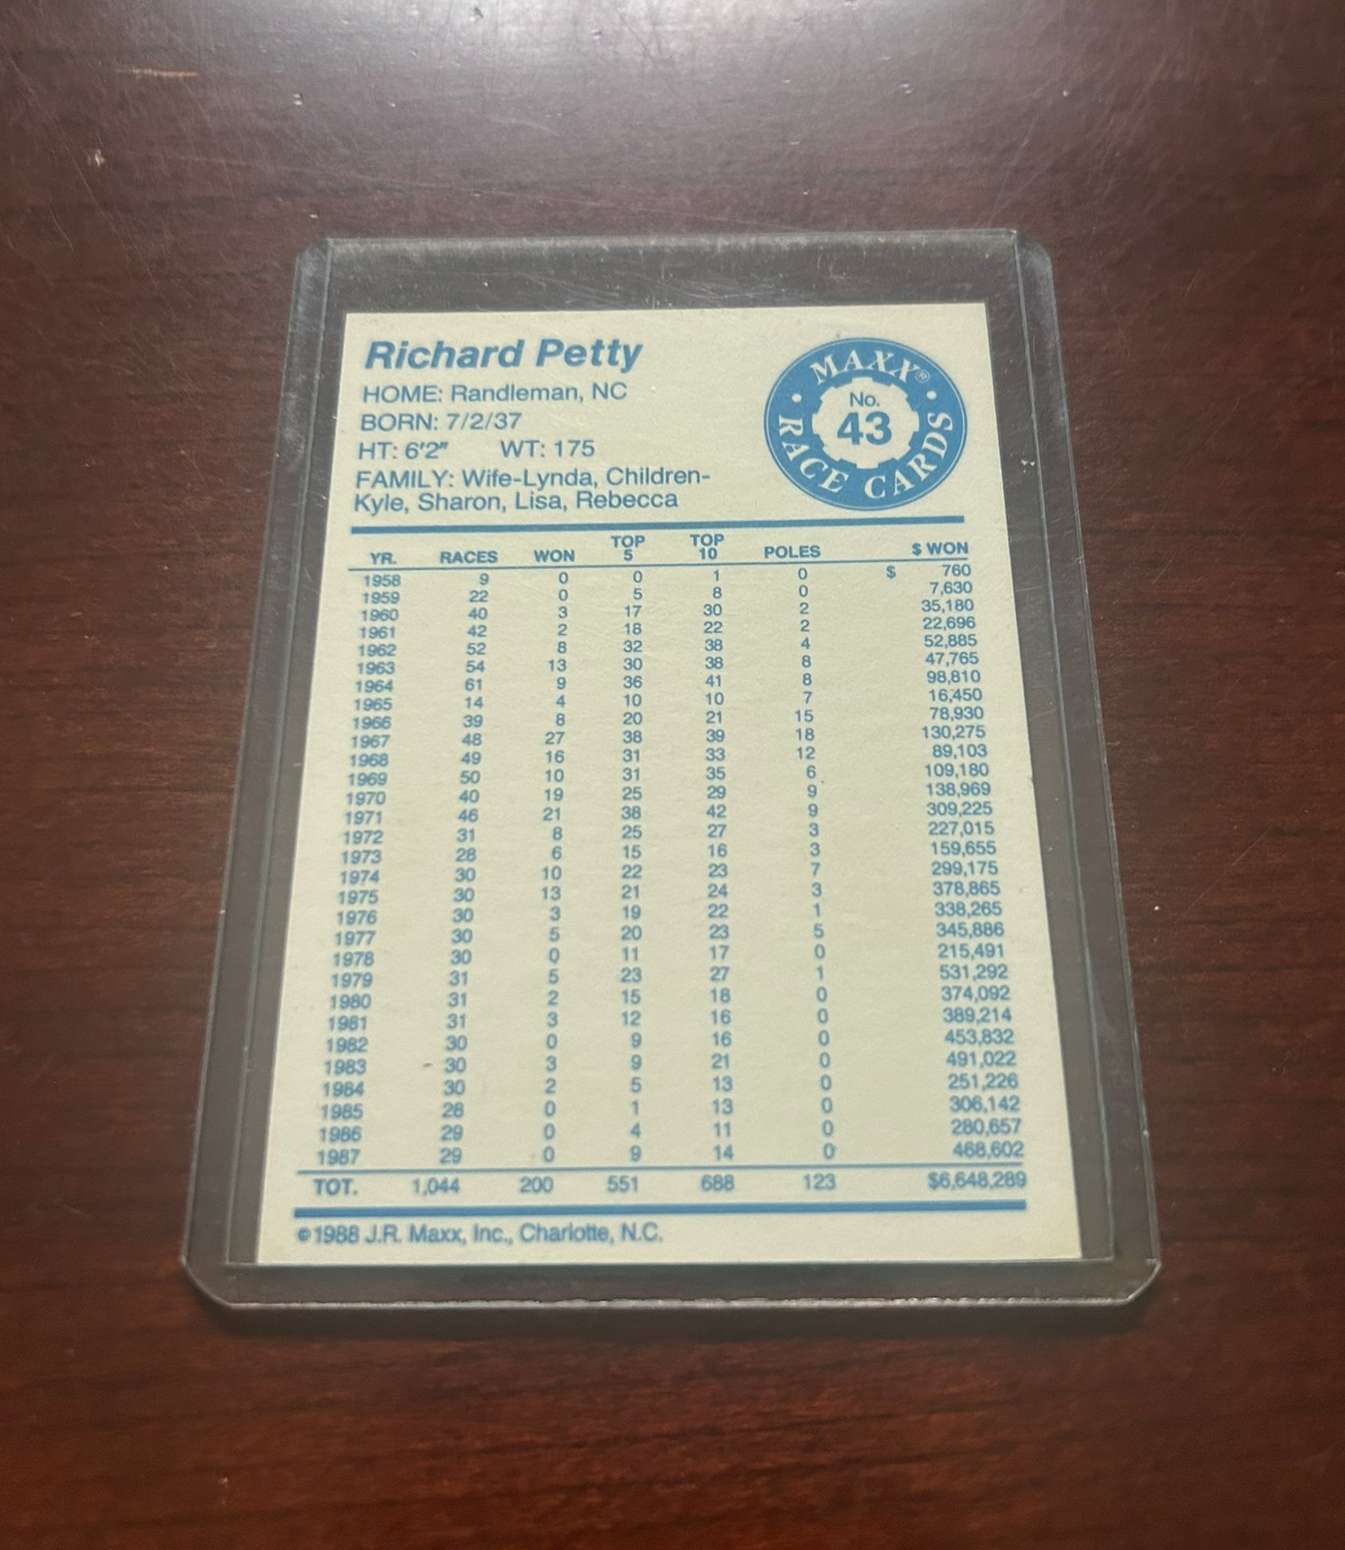 Richard Petty
HOME: Randleman, NC
BORN: 7/2/37
HT: 6'2" WT: 175
FAMILY: Wife-Lynda, Children-
Kyle, Sharon, Lisa, Rebecca
MAXX®
No.
43
RACE CARDS
YR. RACES WON TOP 5 TOP 10 POLES $ WON
1958 9 0 0 1 0 $ 760
1959 22 0 5 8 0 7,630
1960 40 3 17 30 2 35,180
1961 42 2 18 22 2 22,696
1962 52 8 32 38 4 52,885
1963 54 13 30 38 8 47,765
1964 61 9 36 41 8 98,810
1965 14 4 10 10 7 16,450
1966 39 8 20 21 15 78,930
1967 48 27 38 39 18 130,275
1968 49 16 31 33 12 89,103
1969 50 10 31 35 6 109,180
1970 40 19 25 29 9 138,969
1971 46 21 38 42 9 309,225
1972 31 8 25 27 3 227,015
1973 28 6 15 16 3 159,655
1974 30 10 22 23 7 299,175
1975 30 13 21 24 3 378,865
1976 30 3 19 22 1 338,265
1977 30 5 20 23 5 345,886
1978 30 0 11 17 0 215,491
1979 31 5 23 27 1 531,292
1980 31 2 15 18 0 374,092
1981 31 3 12 16 0 389,214
1982 30 0 9 16 0 453,832
1983 30 3 9 21 0 491,022
1984 30 2 5 13 0 251,226
1985 28 0 1 13 0 306,142
1986 29 0 4 11 0 280,657
1987 29 0 9 14 0 468,602
TOT. 1,044 200 551 688 123 $6,648,289
©1988 J.R. Maxx, Inc., Charlotte, N.C.